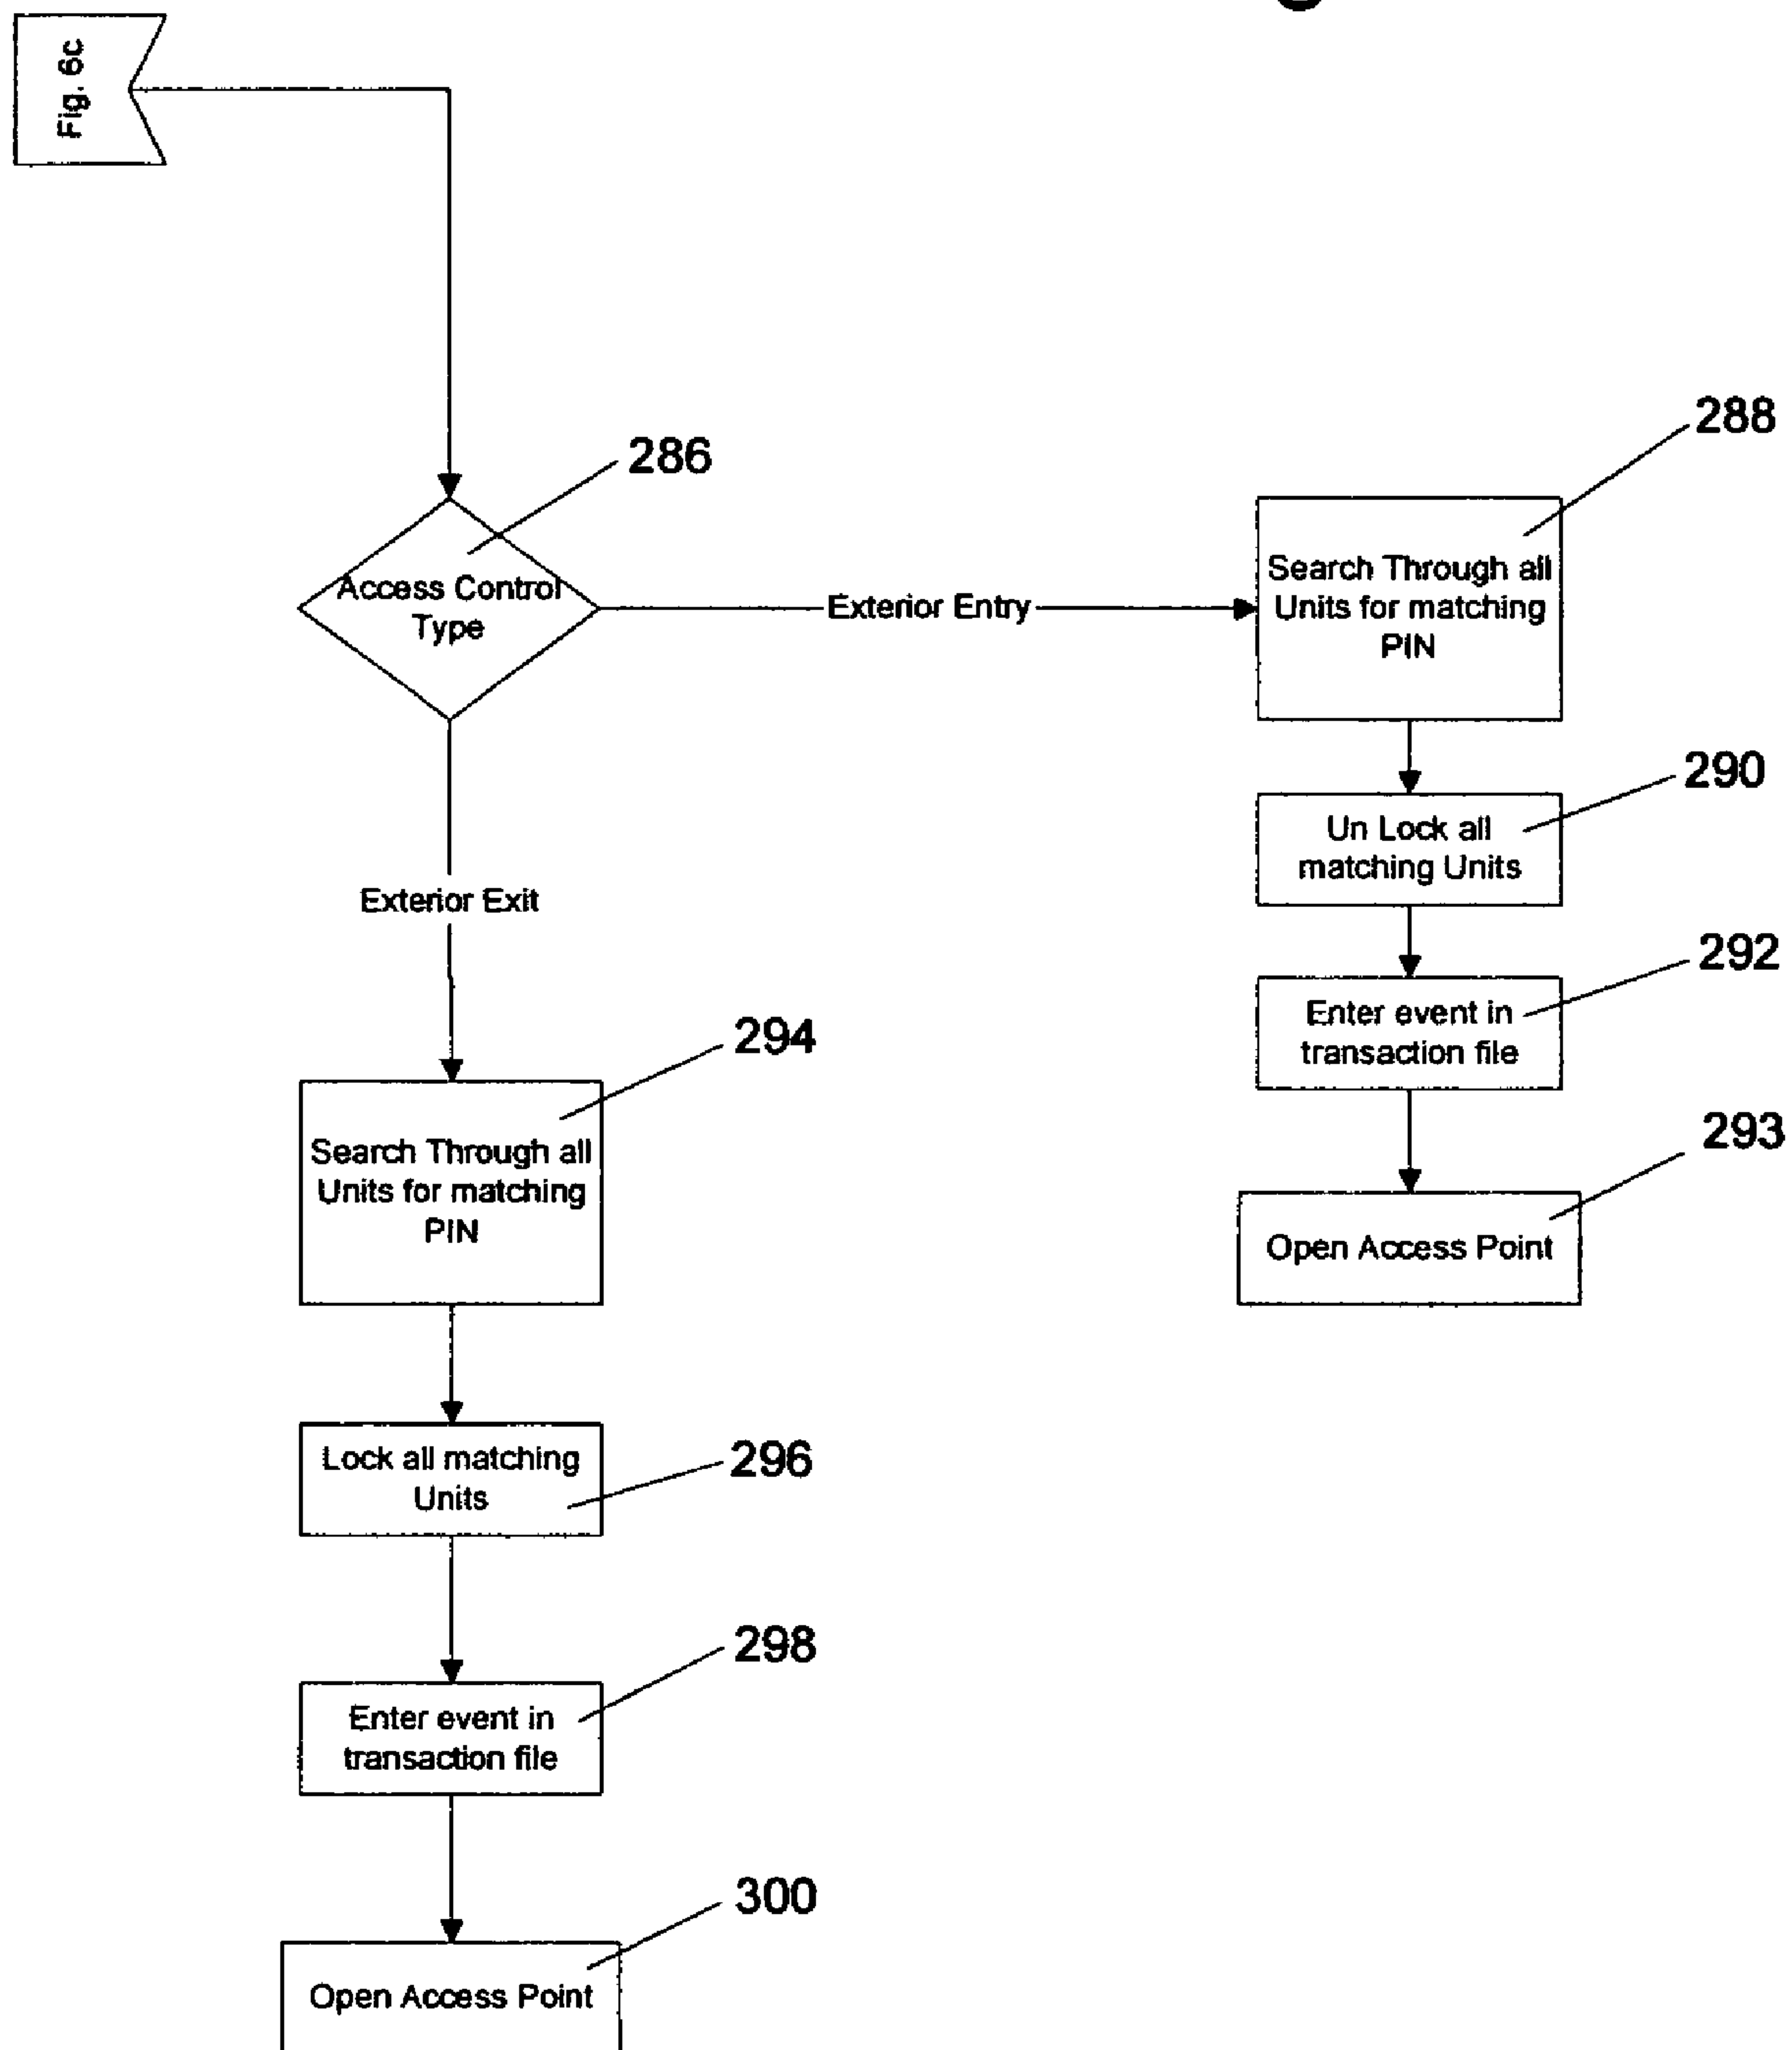 Fig. 6c
286
Access Control
Type
Exterior Entry
288
Search Through all
Units for matching
PIN
290
Un Lock all
matching Units
292
Enter event in
transaction file
293
Open Access Point
Exterior Exit
294
Search Through all
Units for matching
PIN
296
Lock all matching
Units
298
Enter event in
transaction file
300
Open Access Point